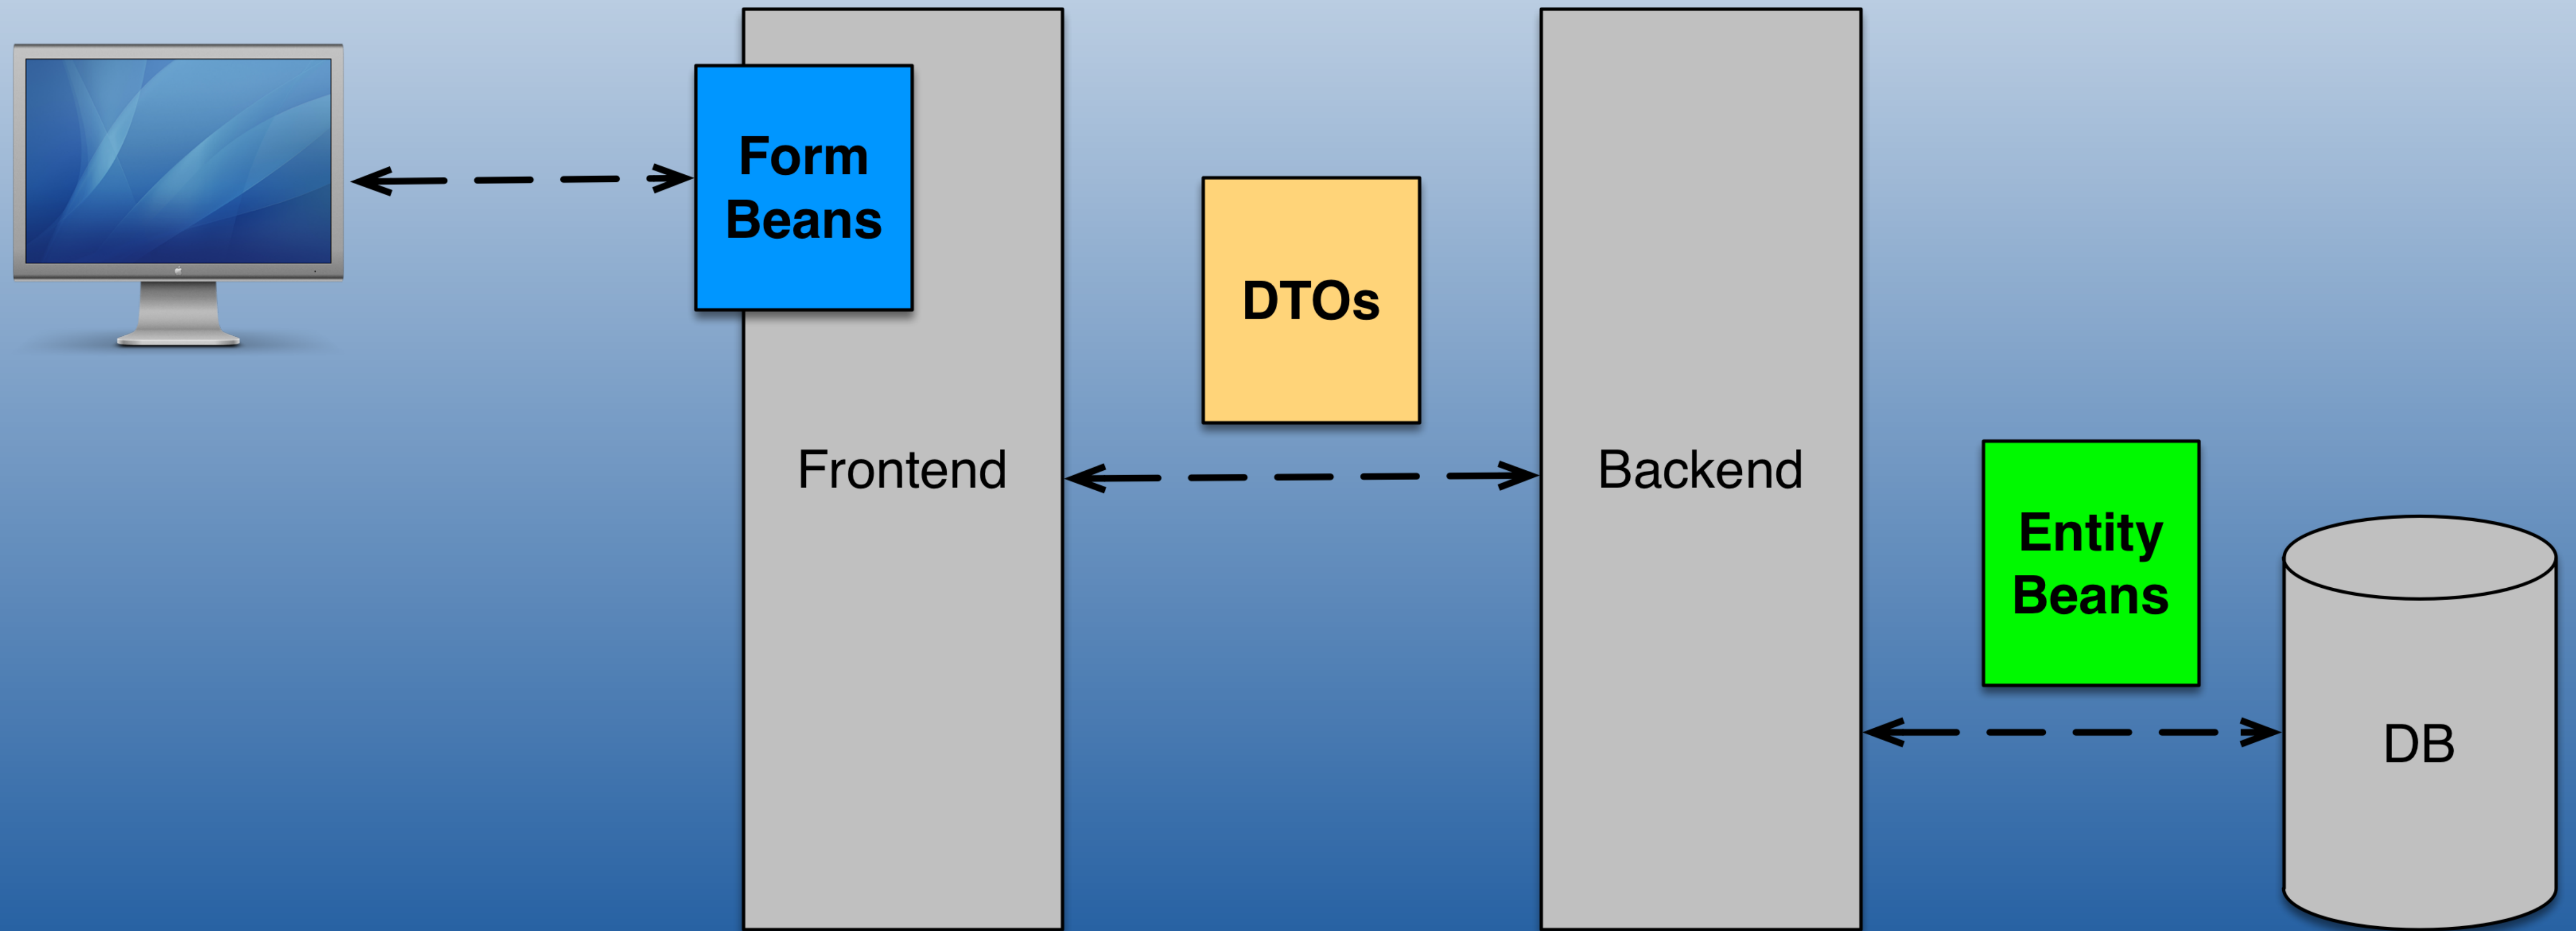 Form
Beans
DTOs
Frontend
Backend
Entity
Beans
DB